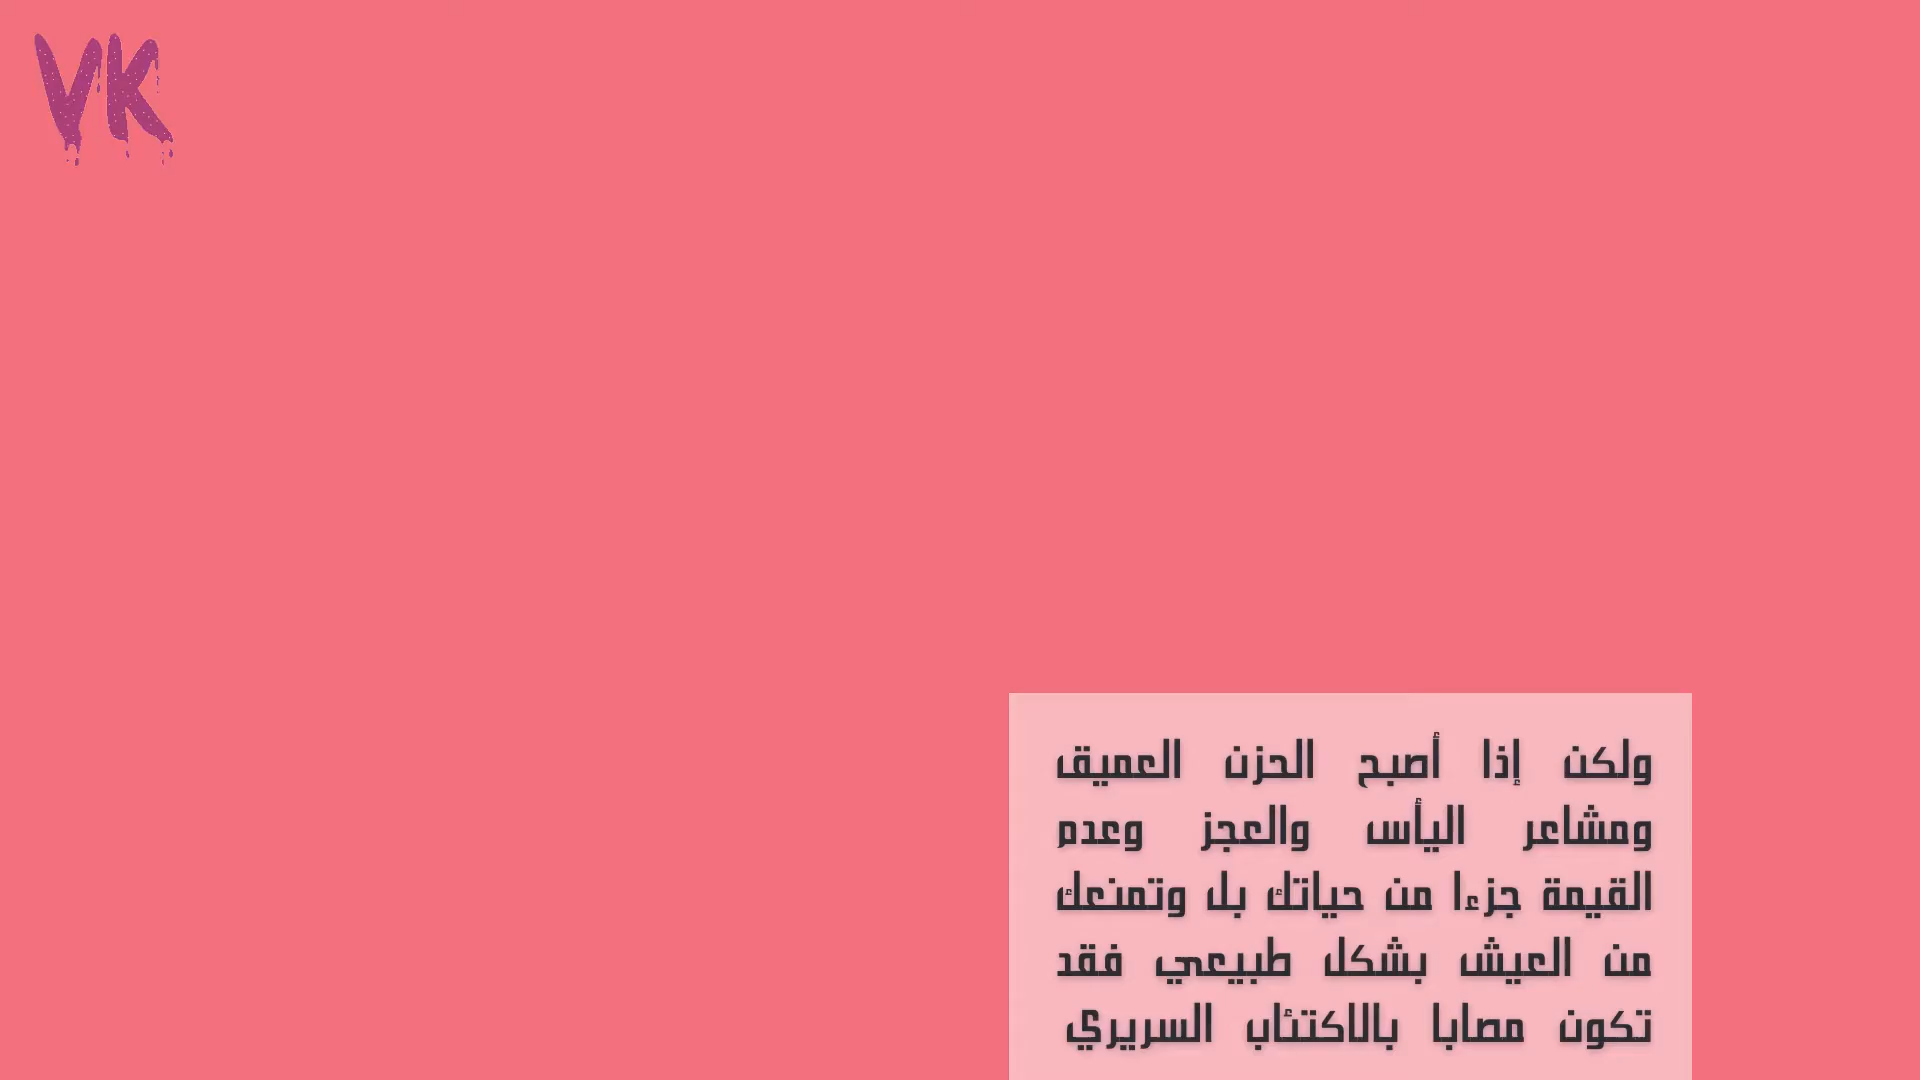 VK
ولكن إذا أصبح الحزن العميق
ومشاعر اليأس والعجز وعدم
القيمة جزءا من حياتك بل وتمنعك
من العيش بشكل طبيعي فقد
تكون مصابا بالاكتئاب السريري